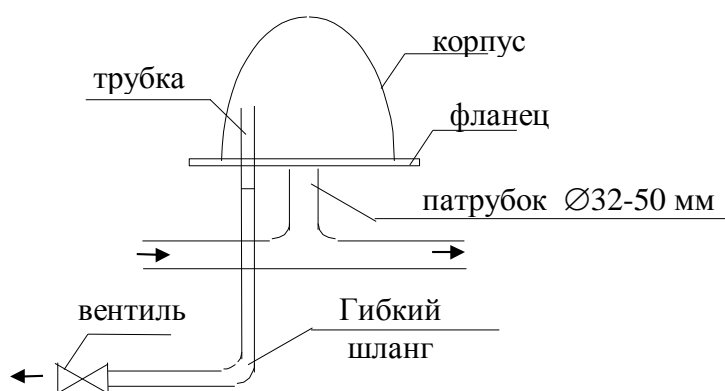 корпус
трубка
фланец
патрубок ∅32-50 мм
вентиль
Гибкий
шланг